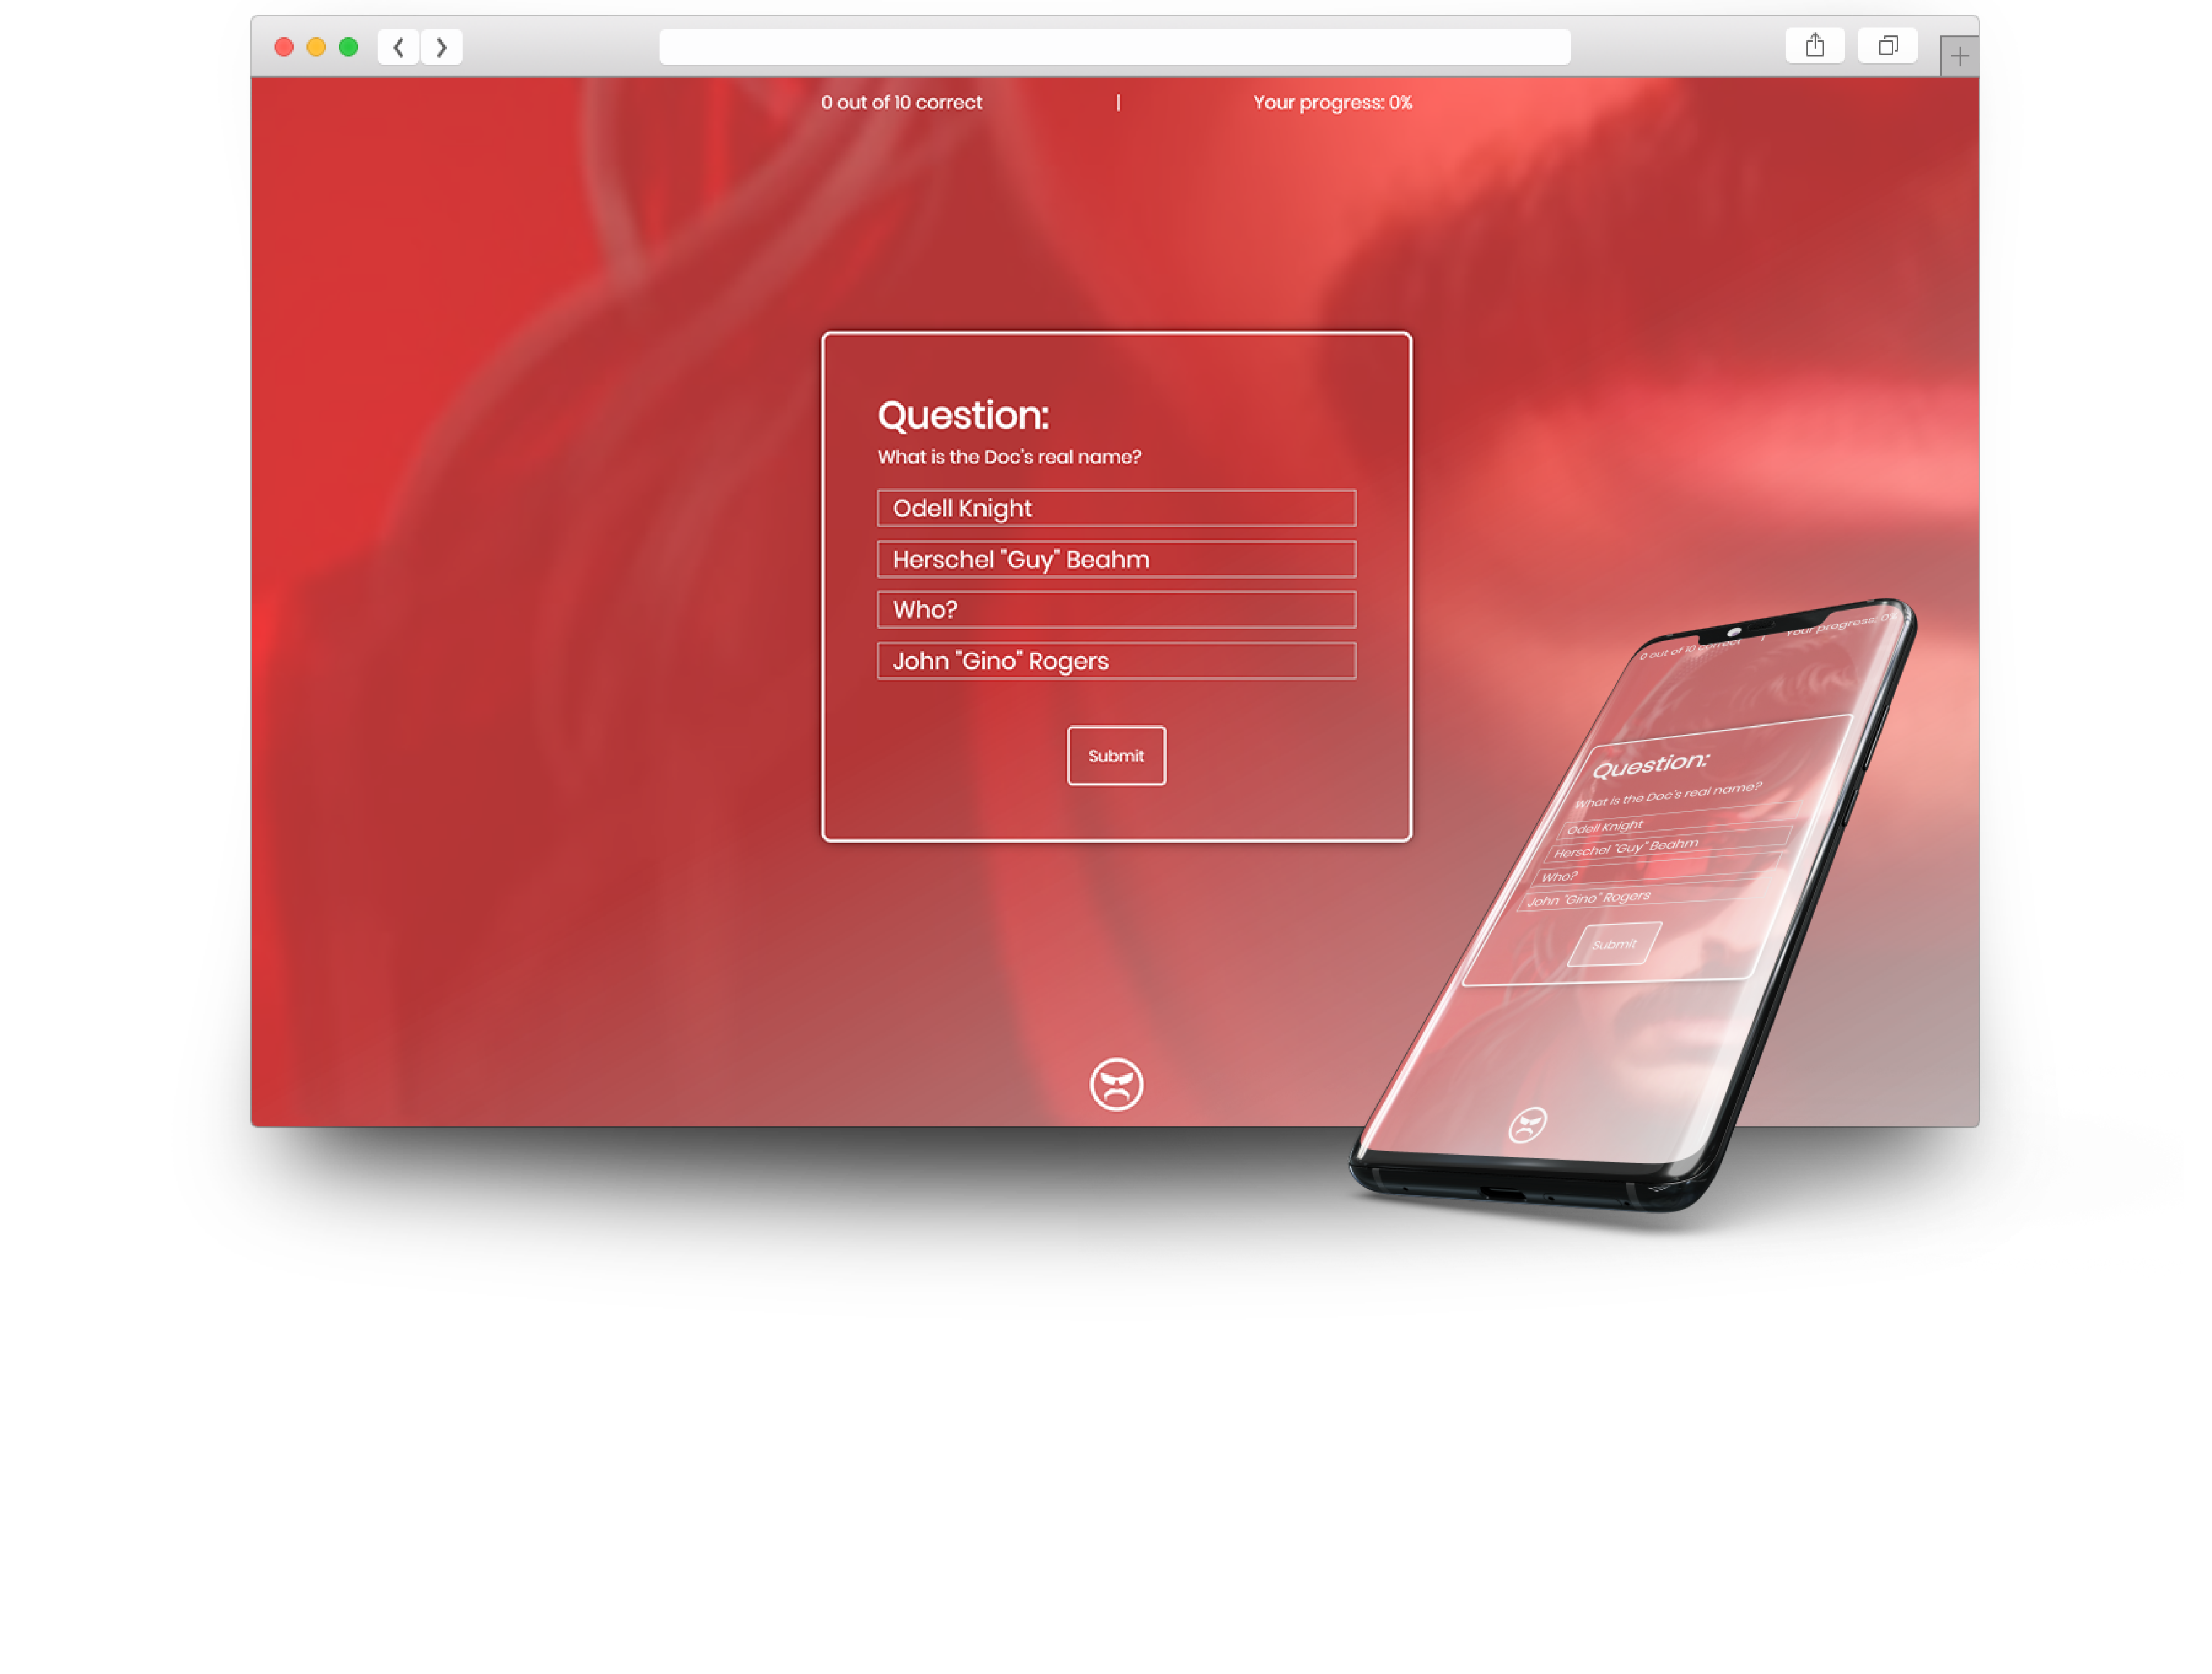 0 out of 10 correct | Your progress: 0%
Question:
What is the Doc's real name?
Odell Knight
Herschel "Guy" Beahm
Who?
John "Gino" Rogers
Submit
0 out of 10 correct | Your progress: 0%
Question:
What is the Doc's real name?
Odell Knight
Herschel "Guy" Beahm
Who?
John "Gino" Rogers
Submit